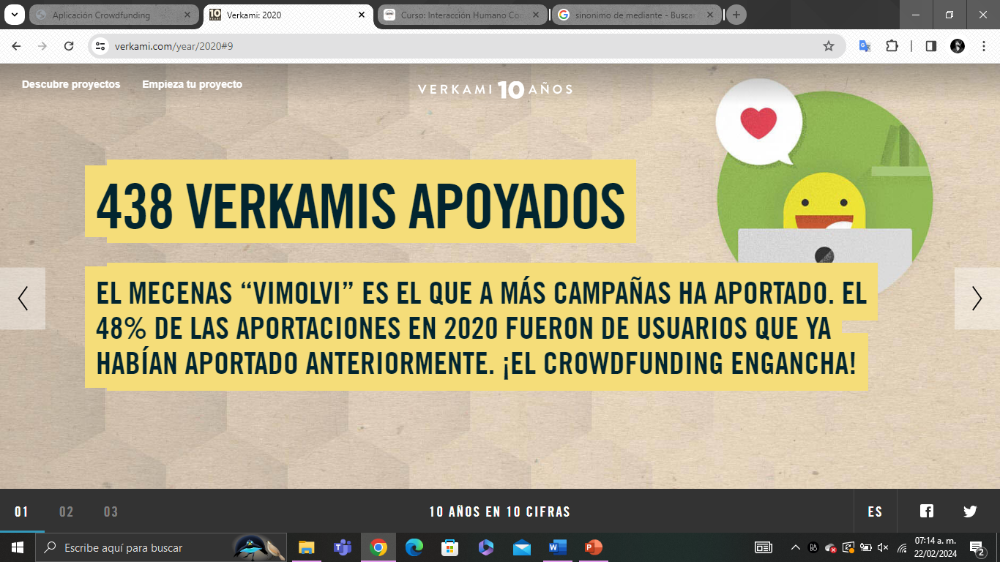 Aplicación Crowdfunding
10 Verkami: 2020
Curso: Interacción Humano Co
sinonimo de mediante - Buscar
verkami.com/year/2020#9
Descubre proyectos Empieza tu proyecto VERKAMI 10 AÑOS
438 VERKAMIS APOYADOS
EL MECENAS “VIMOLVI” ES EL QUE A MÁS CAMPAÑAS HA APORTADO. EL
48% DE LAS APORTACIONES EN 2020 FUERON DE USUARIOS QUE YA
HABÍAN APORTADO ANTERIORMENTE. ¡EL CROWDFUNDING ENGANCHA!
01 02 03 10 AÑOS EN 10 CIFRAS ES
Escribe aquí para buscar
07:14 a. m.
22/02/2024
2